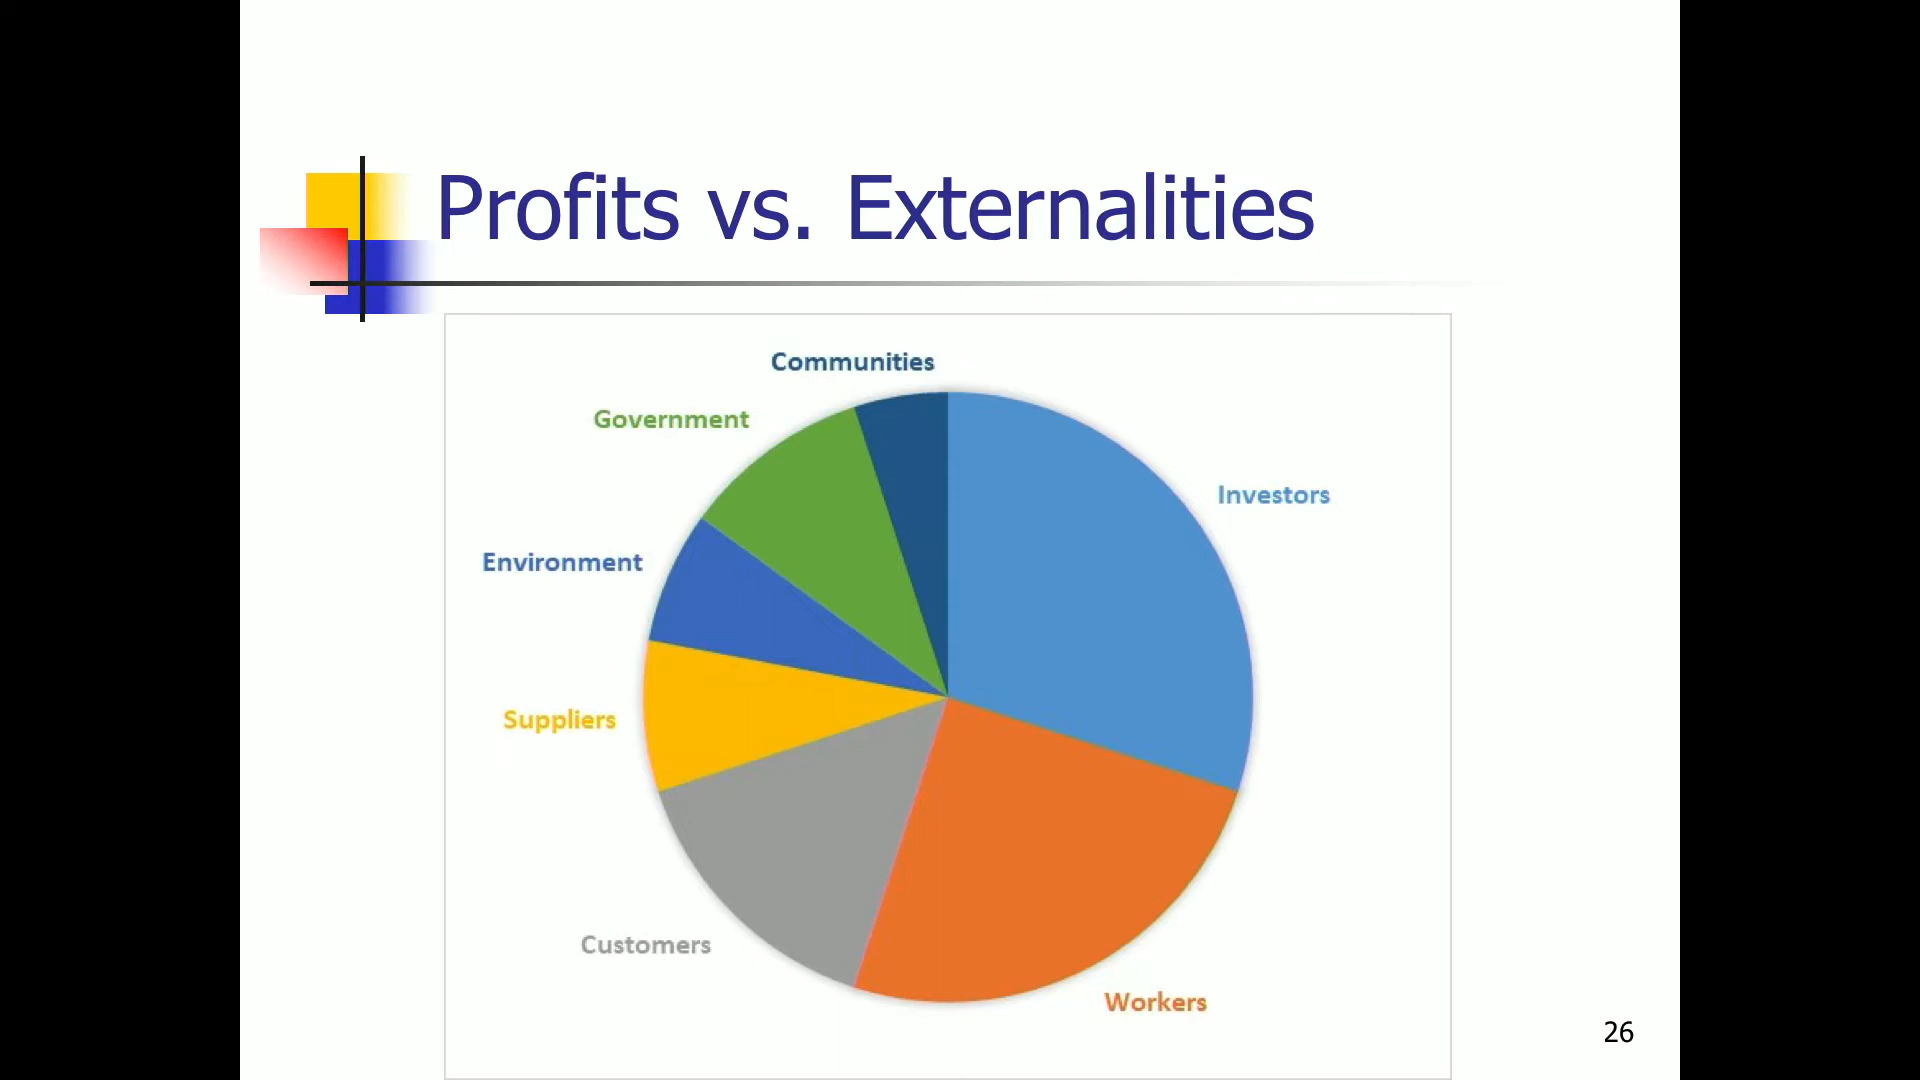 Profits vs. Externalities
Communities
Government
Investors
Environment
Suppliers
Customers
Workers
26